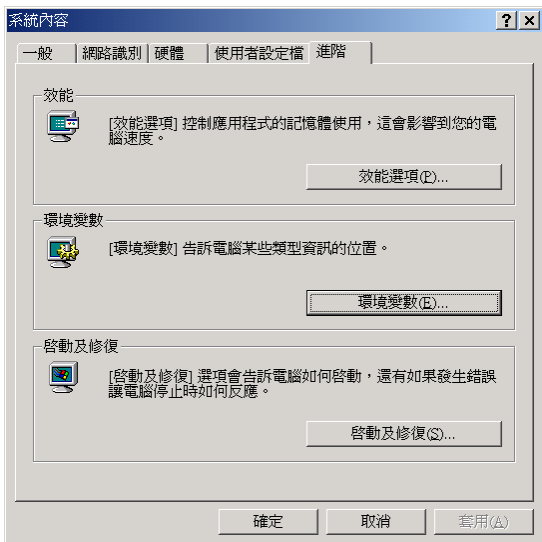 系統內容
一般 網路識別 硬體 使用者設定檔 進階
效能
[效能選項] 控制應用程式的記憶體使用，這會影響到您的電
腦速度。
效能選項(P)...
環境變數
[環境變數] 告訴電腦某些類型資訊的位置。
環境變數(E)...
啓動及修復
[啓動及修復] 選項會告訴電腦如何啓動，還有如果發生錯誤
讓電腦停止時如何反應。
啓動及修復(S)...
確定 取消 套用(A)